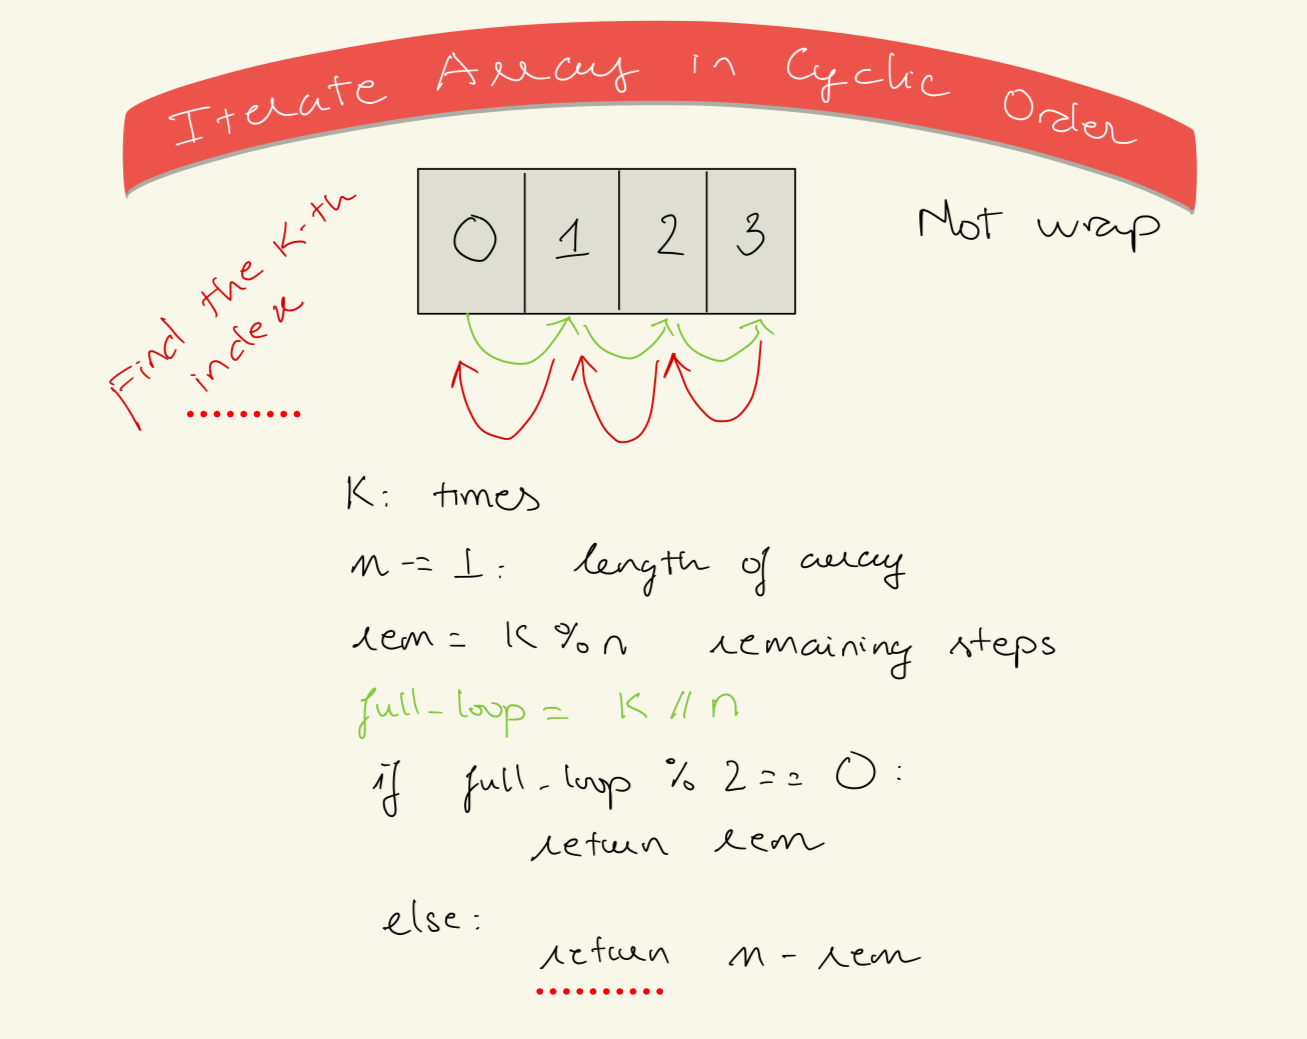 Iterate Array in Cyclic Order
Find the K-th
index
0 1 2 3
Not wrap
K: times
n -= 1: length of array
rem = K % n remaining steps
full_loop = K // n
if full_loop % 2 == 0:
return rem
else:
return n - rem